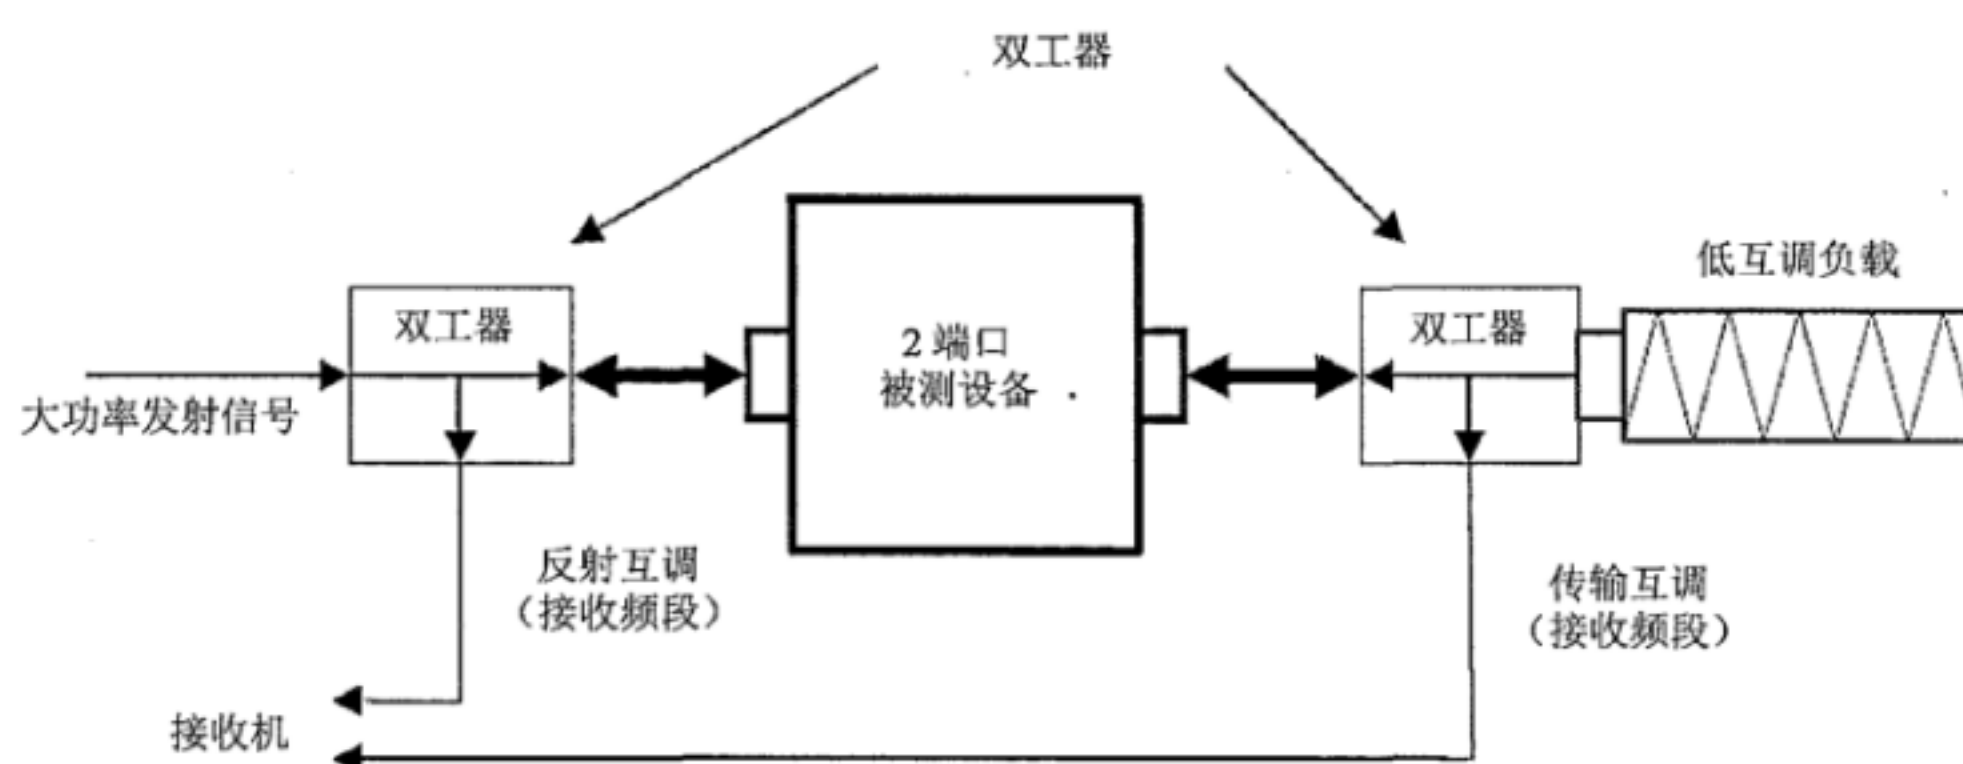 双工器
低互调负载
双工器
双工器
2 端口
被测设备
大功率发射信号
反射互调
（接收频段）
传输互调
（接收频段）
接收机